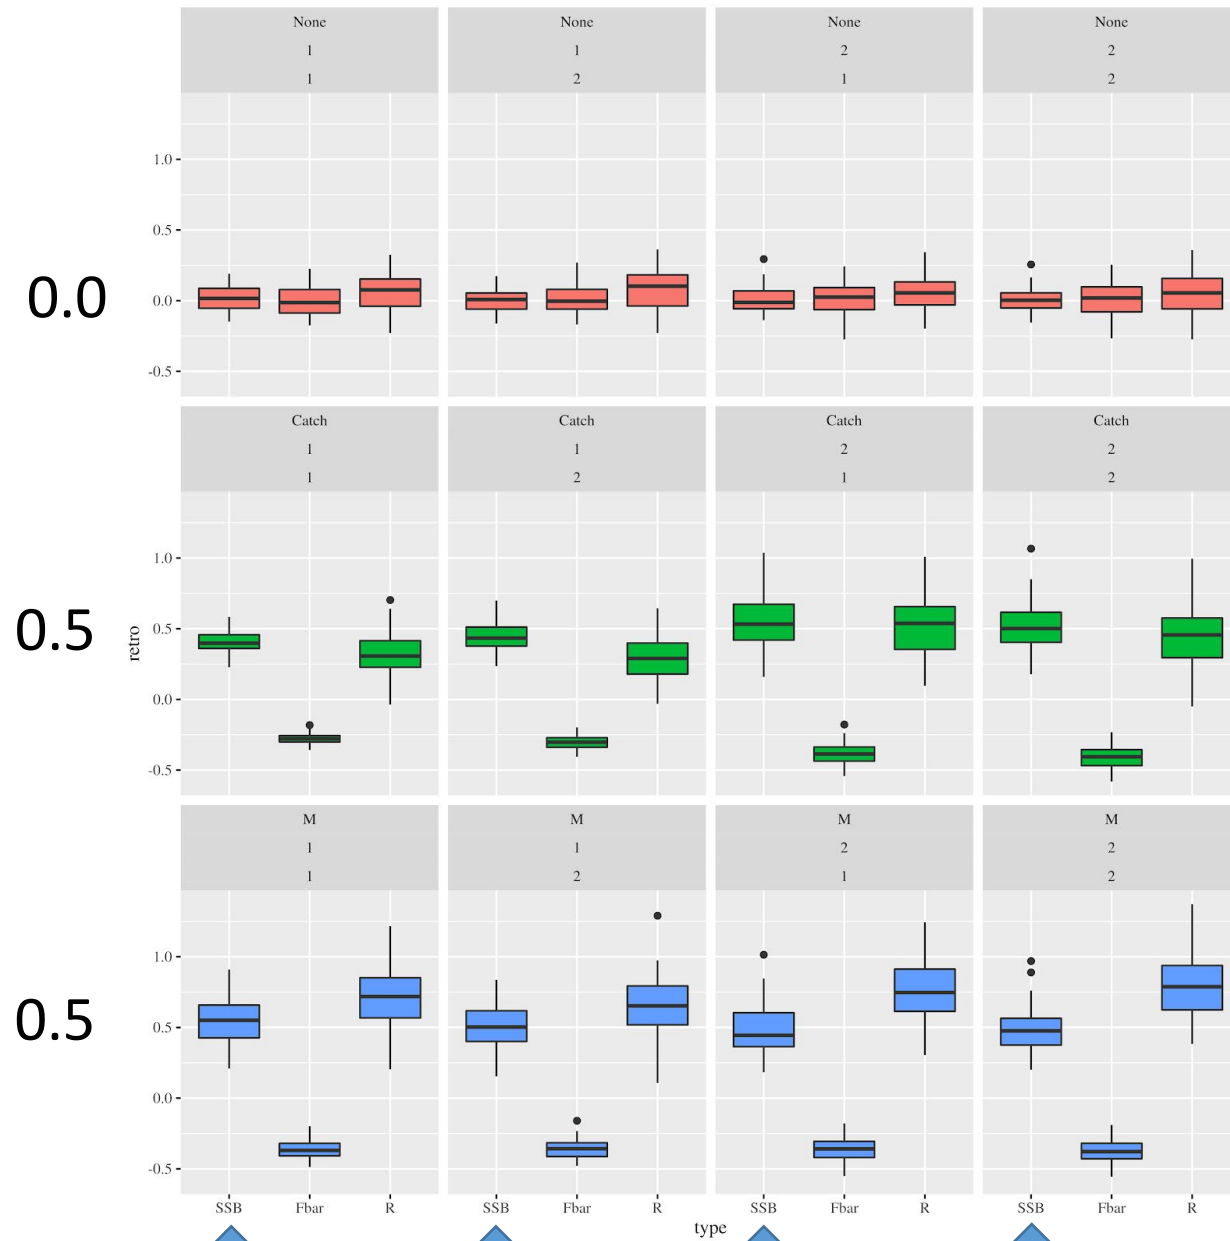 None None None None
1 1 2 2
1 2 1 2
1.0
0.5
0.0 0.0
-0.5
Catch Catch Catch Catch
1 1 2 2
1 2 1 2
1.0
0.5 0.5
retro
0.0
-0.5
M M M M
1 1 2 2
1 2 1 2
1.0
0.5 0.5
0.0
-0.5
SSB Fbar R SSB Fbar R SSB Fbar R SSB Fbar R
type